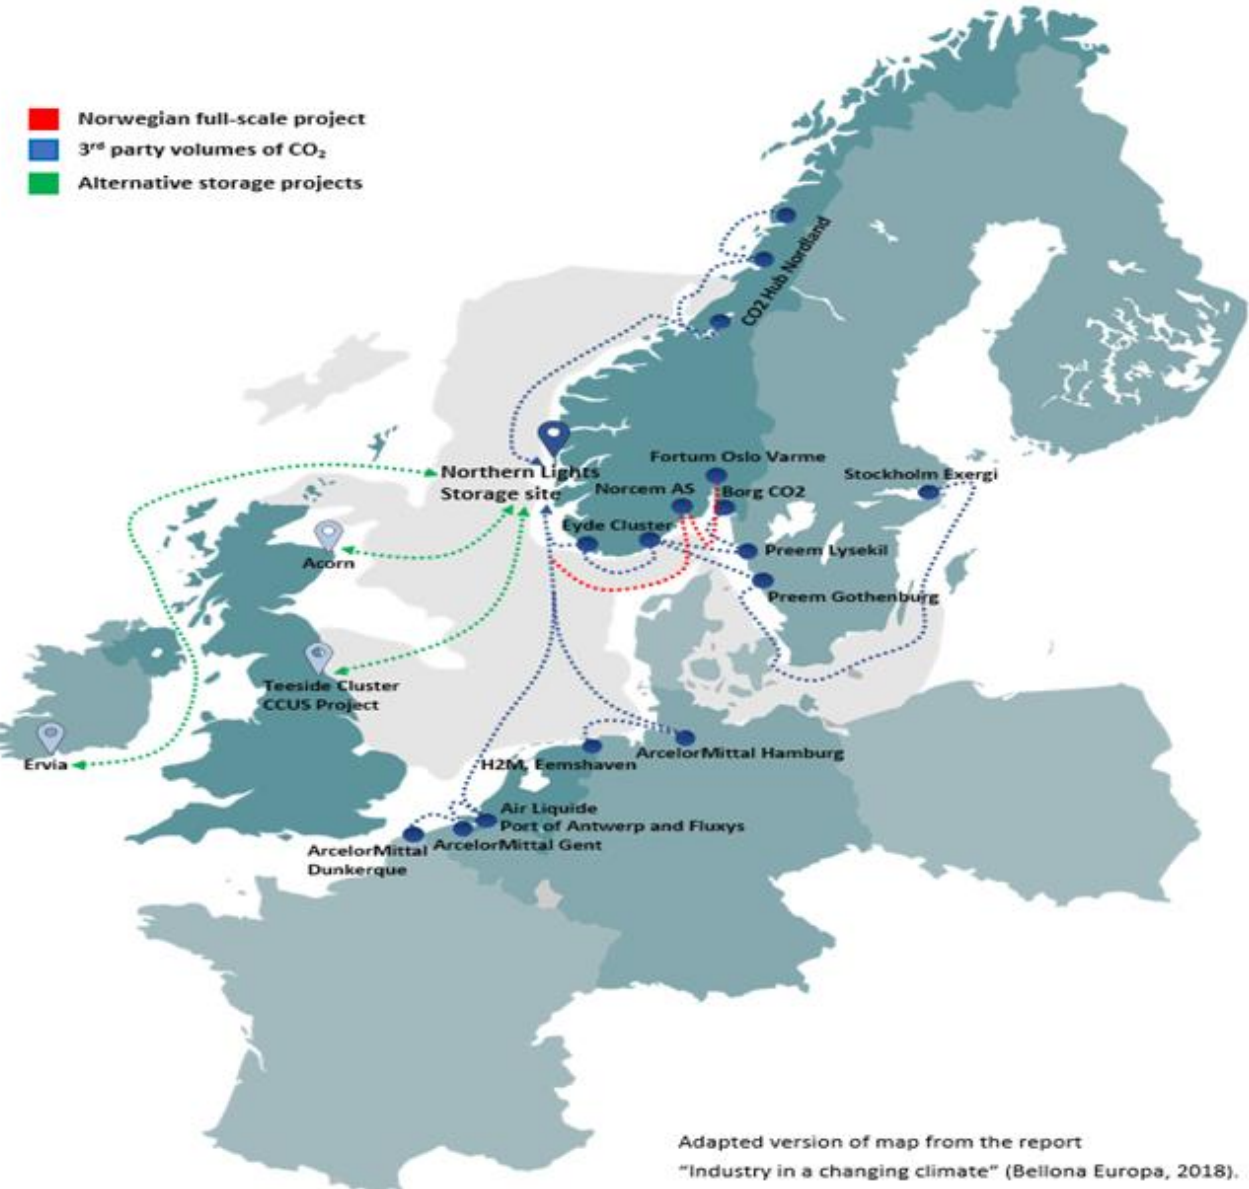 Norwegian full-scale project
3rd party volumes of CO₂
Alternative storage projects
CO2 Hub Nordland
Northern Lights
Storage site
Fortum Oslo Varme
Norcem AS
Borg CO2
Stockholm Exergi
Eyde Cluster
Preem Lysekil
Preem Gothenburg
Acorn
Teeside Cluster
CCUS Project
Ervia
H2M, Eemshaven
ArcelorMittal Hamburg
Air Liquide
Port of Antwerp and Fluxys
ArcelorMittal Gent
ArcelorMittal
Dunkerque
Adapted version of map from the report
“Industry in a changing climate” (Bellona Europa, 2018).